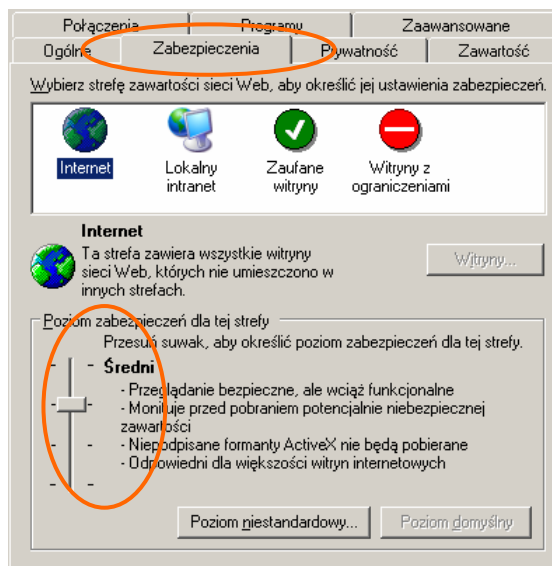 Połączenia Programy Zaawansowane
Ogólne Zabezpieczenia Prywatność Zawartość
Wybierz strefę zawartości sieci Web, aby określić jej ustawienia zabezpieczeń.
Internet Lokalny intranet Zaufane witryny Witryny z ograniczeniami
Internet
Ta strefa zawiera wszystkie witryny
sieci Web, których nie umieszczono w
innych strefach.
Witryny...
Poziom zabezpieczeń dla tej strefy
Przesuń suwak, aby określić poziom zabezpieczeń dla tej strefy.
Średni
- Przeglądanie bezpieczne, ale wciąż funkcjonalne
- Monituje przed pobraniem potencjalnie niebezpiecznej
zawartości
- Niepodpisane formanty ActiveX nie będą pobierane
- Odpowiedni dla większości witryn internetowych
Poziom niestandardowy... Poziom domyślny